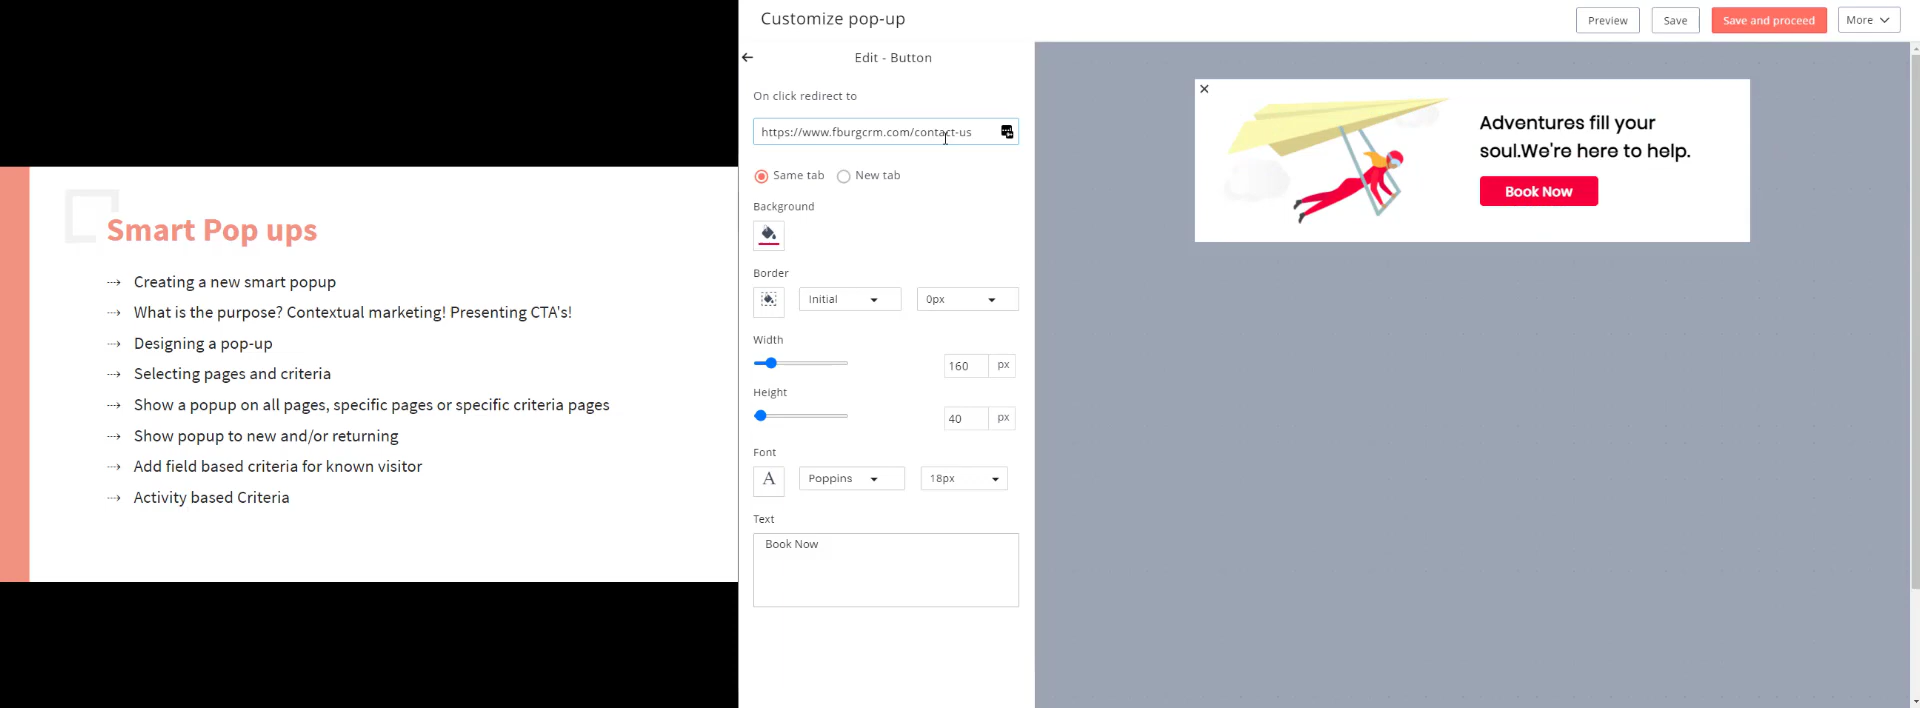 Smart Pop ups
Creating a new smart popup
What is the purpose? Contextual marketing! Presenting CTA's!
Designing a pop-up
Selecting pages and criteria
Show a popup on all pages, specific pages or specific criteria pages
Show popup to new and/or returning
Add field based criteria for known visitor
Activity based Criteria
Customize pop-up
Preview
Save
Save and proceed
More
Edit - Button
On click redirect to
https://www.fburgcrm.com/contact-us
Same tab
New tab
Background
Border
Initial
0px
Width
160
px
Height
40
px
Font
A
Poppins
18px
Text
Book Now
Adventures fill your
soul.We're here to help.
Book Now